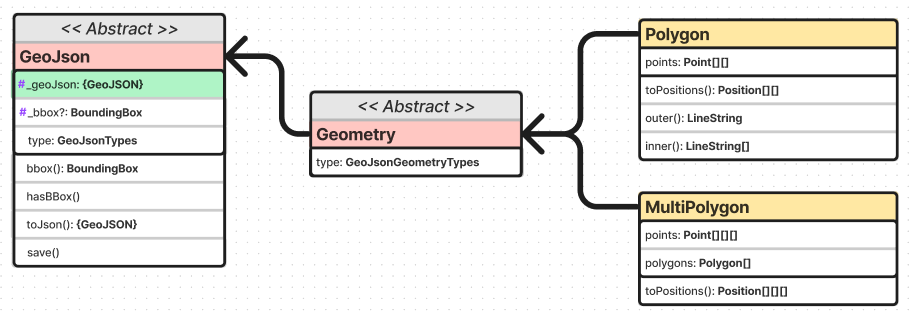 << Abstract >>
GeoJson
#_geoJson: {GeoJSON}
#_bbox?: BoundingBox
type: GeoJsonTypes
bbox(): BoundingBox
hasBBox()
toJson(): {GeoJSON}
save()
<< Abstract >>
Geometry
type: GeoJsonGeometryTypes
Polygon
points: Point[][]
toPositions(): Position[][]
outer(): LineString
inner(): LineString[]
MultiPolygon
points: Point[][][]
polygons: Polygon[]
toPositions(): Position[][][]